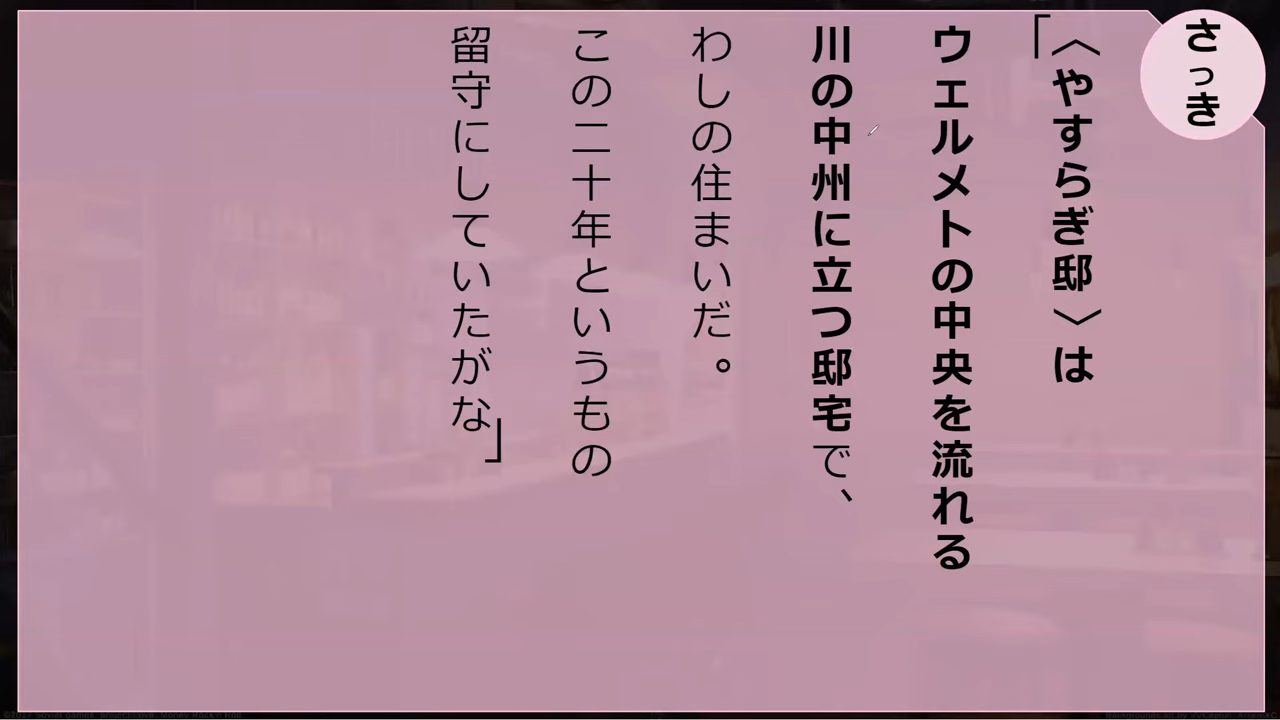 さっき
「〈やすらぎ邸〉は
ウェルメトの中央を流れる
川の中州に立つ邸宅で、
わしの住まいだ。
この二十年というもの
留守にしていたがな」